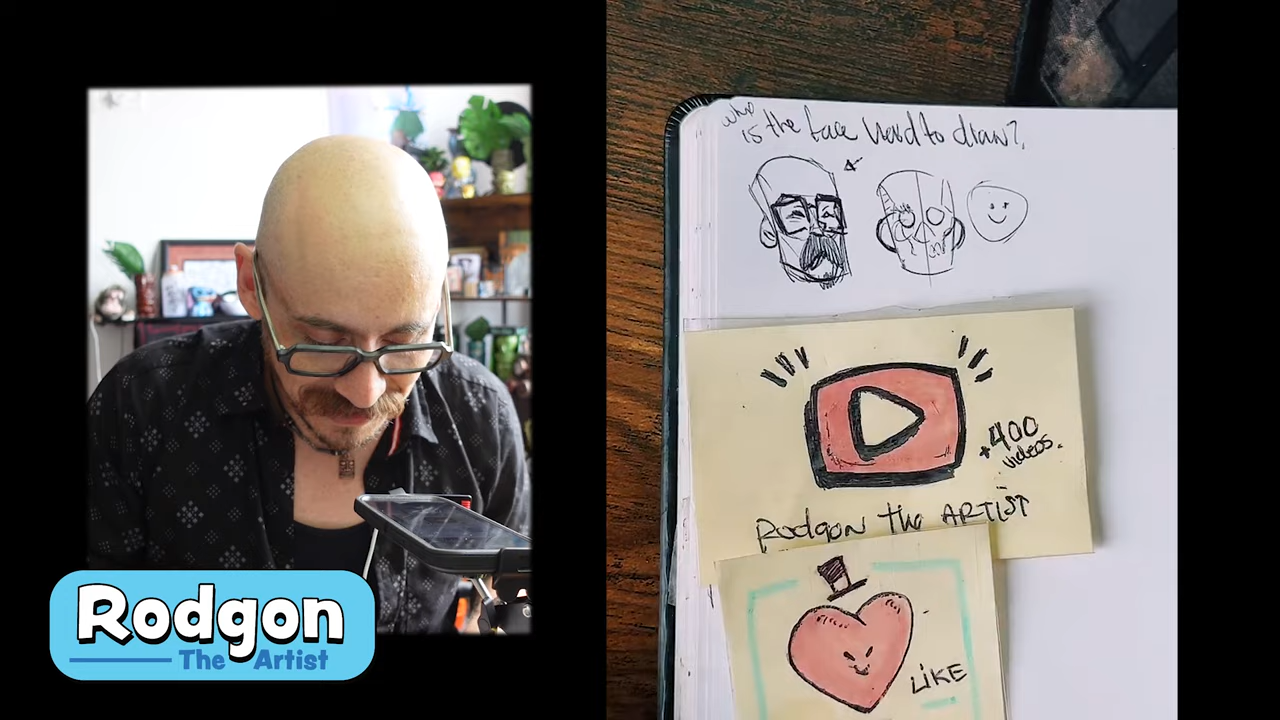 who
is the face hard to draw?
+400
videos.
Rodgon the ARTIST
LIKE
Rodgon
The Artist